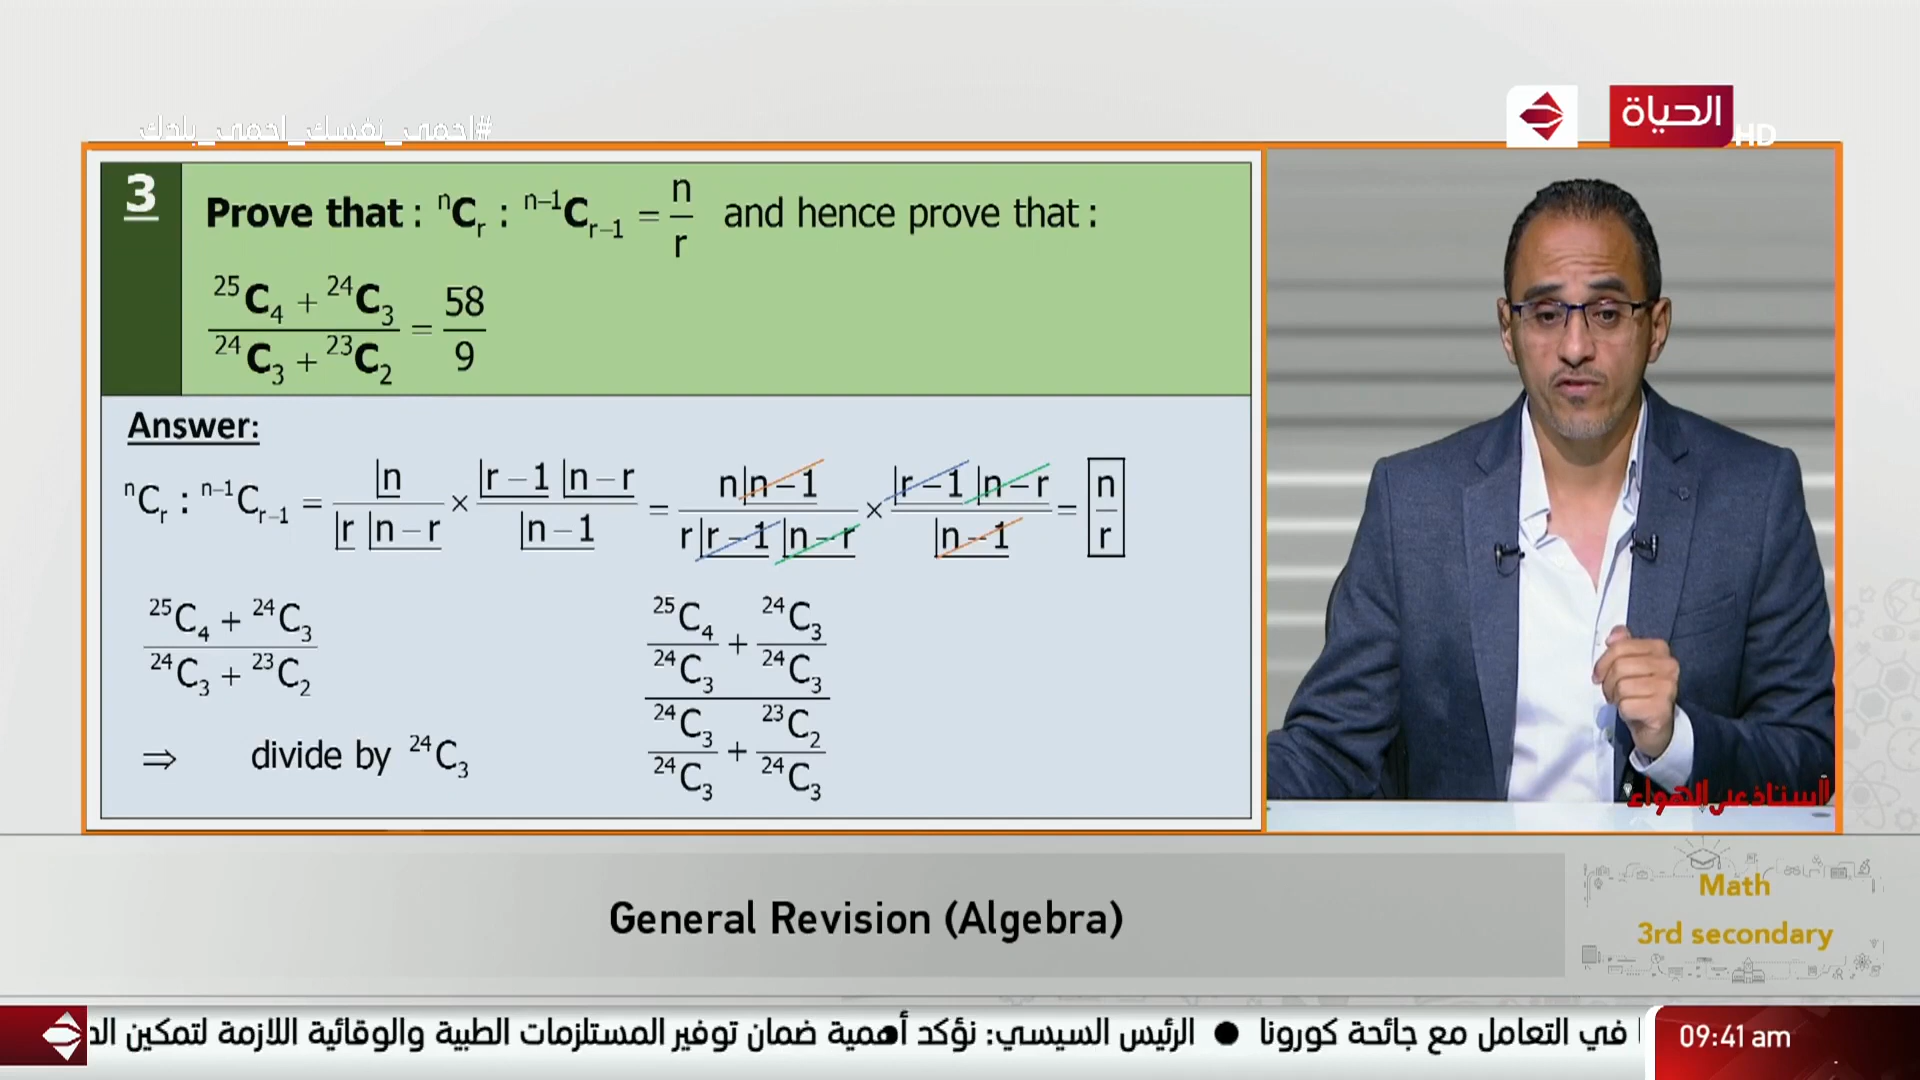 #احمي_نفسك_احمي_بلدك
الحياة
HD
3
Prove that : ⁿCᵣ : ⁿ⁻¹Cᵣ₋₁ = n/r and hence prove that :
(²⁵C₄ + ²⁴C₃) / (²⁴C₃ + ²³C₂) = 58/9
Answer:
ⁿCᵣ : ⁿ⁻¹Cᵣ₋₁ = |n / (|r |n−r) × (|r−1 |n−r) / |n−1 = (n|n−1) / (r|r−1 |n−r) × (|r−1 |n−r) / |n−1 = n/r
(²⁵C₄ + ²⁴C₃) / (²⁴C₃ + ²³C₂)
(²⁵C₄/²⁴C₃ + ²⁴C₃/²⁴C₃) / (²⁴C₃/²⁴C₃ + ²³C₂/²⁴C₃)
⇒ divide by ²⁴C₃
أستاذ على الهواء
General Revision (Algebra)
Math
3rd secondary
في التعامل مع جائحة كورونا ● الرئيس السيسي: نؤكد أهمية ضمان توفير المستلزمات الطبية والوقائية اللازمة لتمكين
09:41 am